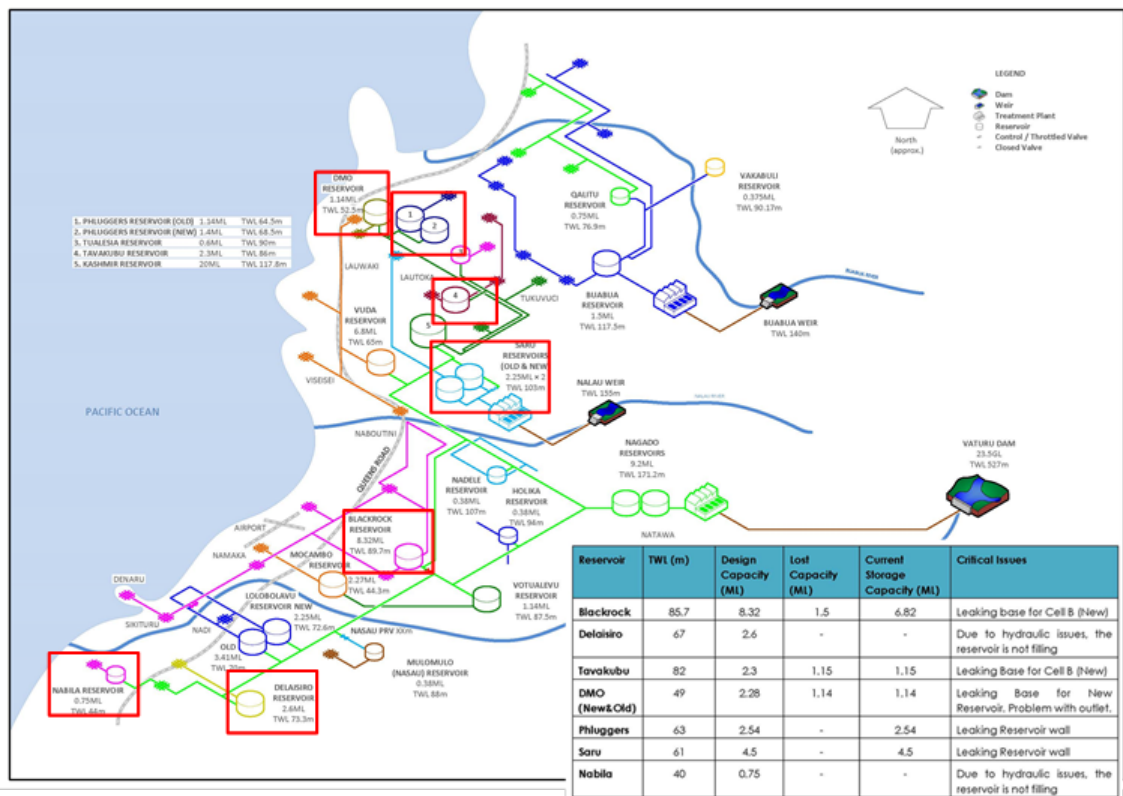 LEGEND
Dam
Weir
Treatment Plant
Reservoir
Control / Throttled Valve
Closed Valve
North
(approx.)
DMO
RESERVOIR
1.14ML
TWL 52.5m
1. PHLUGGERS RESERVOIR (OLD) 1.14ML TWL 64.5m
2. PHLUGGERS RESERVOIR (NEW) 1.4ML TWL 68.5m
3. TUALESIA RESERVOIR 0.6ML TWL 90m
4. TAVAKUBU RESERVOIR 2.3ML TWL 86m
5. KASHMIR RESERVOIR 20ML TWL 117.8m
1
2
4
5
QALITU
RESERVOIR
0.75ML
TWL 76.9m
VAKABULI
RESERVOIR
0.375ML
TWL 90.17m
LAUWAKI
LAUTOKA
TUKUVUCI
BUABUA
RESERVOIR
1.5ML
TWL 117.5m
BUABUA RIVER
BUABUA WEIR
TWL 140m
VUDA
RESERVOIR
6.8ML
TWL 65m
SARU
RESERVOIRS
(OLD & NEW)
2.25ML × 2
TWL 103m
VISEISEI
NALAU WEIR
TWL 155m
PACIFIC OCEAN
NABOUTINI
QUEENS ROAD
NAGADO
RESERVOIRS
9.2ML
TWL 171.2m
VATURU DAM
23.5GL
TWL 527m
NADELE
RESERVOIR
0.38ML
TWL 107m
HOLIKA
RESERVOIR
0.38ML
TWL 94m
NATAWA
BLACKROCK
RESERVOIR
8.32ML
TWL 89.7m
AIRPORT
NAMAKA
MOCAMBO
RESERVOIR
2.27ML
TWL 44.3m
DENARU
SIKITURU
NADI
LOLOBOLAVU
RESERVOIR NEW
2.25ML
TWL 72.6m
OLD
3.41ML
VOTUALEVU
RESERVOIR
1.14ML
TWL 87.5m
NASAU PRV XXm
MULOMULO
(NASAU) RESERVOIR
0.38ML
TWL 88m
NABILA RESERVOIR
0.75ML
TWL 44m
DELAISIRO
RESERVOIR
2.6ML
TWL 73.3m
Reservoir TWL (m) Design Capacity (ML) Lost Capacity (ML) Current Storage Capacity (ML) Critical Issues
Blackrock 85.7 8.32 1.5 6.82 Leaking base for Cell B (New)
Delaisiro 67 2.6 - - Due to hydraulic issues, the reservoir is not filling
Tavakubu 82 2.3 1.15 1.15 Leaking Base for Cell B (New)
DMO (New&Old) 49 2.28 1.14 1.14 Leaking Base for New Reservoir. Problem with outlet.
Phluggers 63 2.54 - 2.54 Leaking Reservoir wall
Saru 61 4.5 - 4.5 Leaking Reservoir wall
Nabila 40 0.75 - - Due to hydraulic issues, the reservoir is not filling